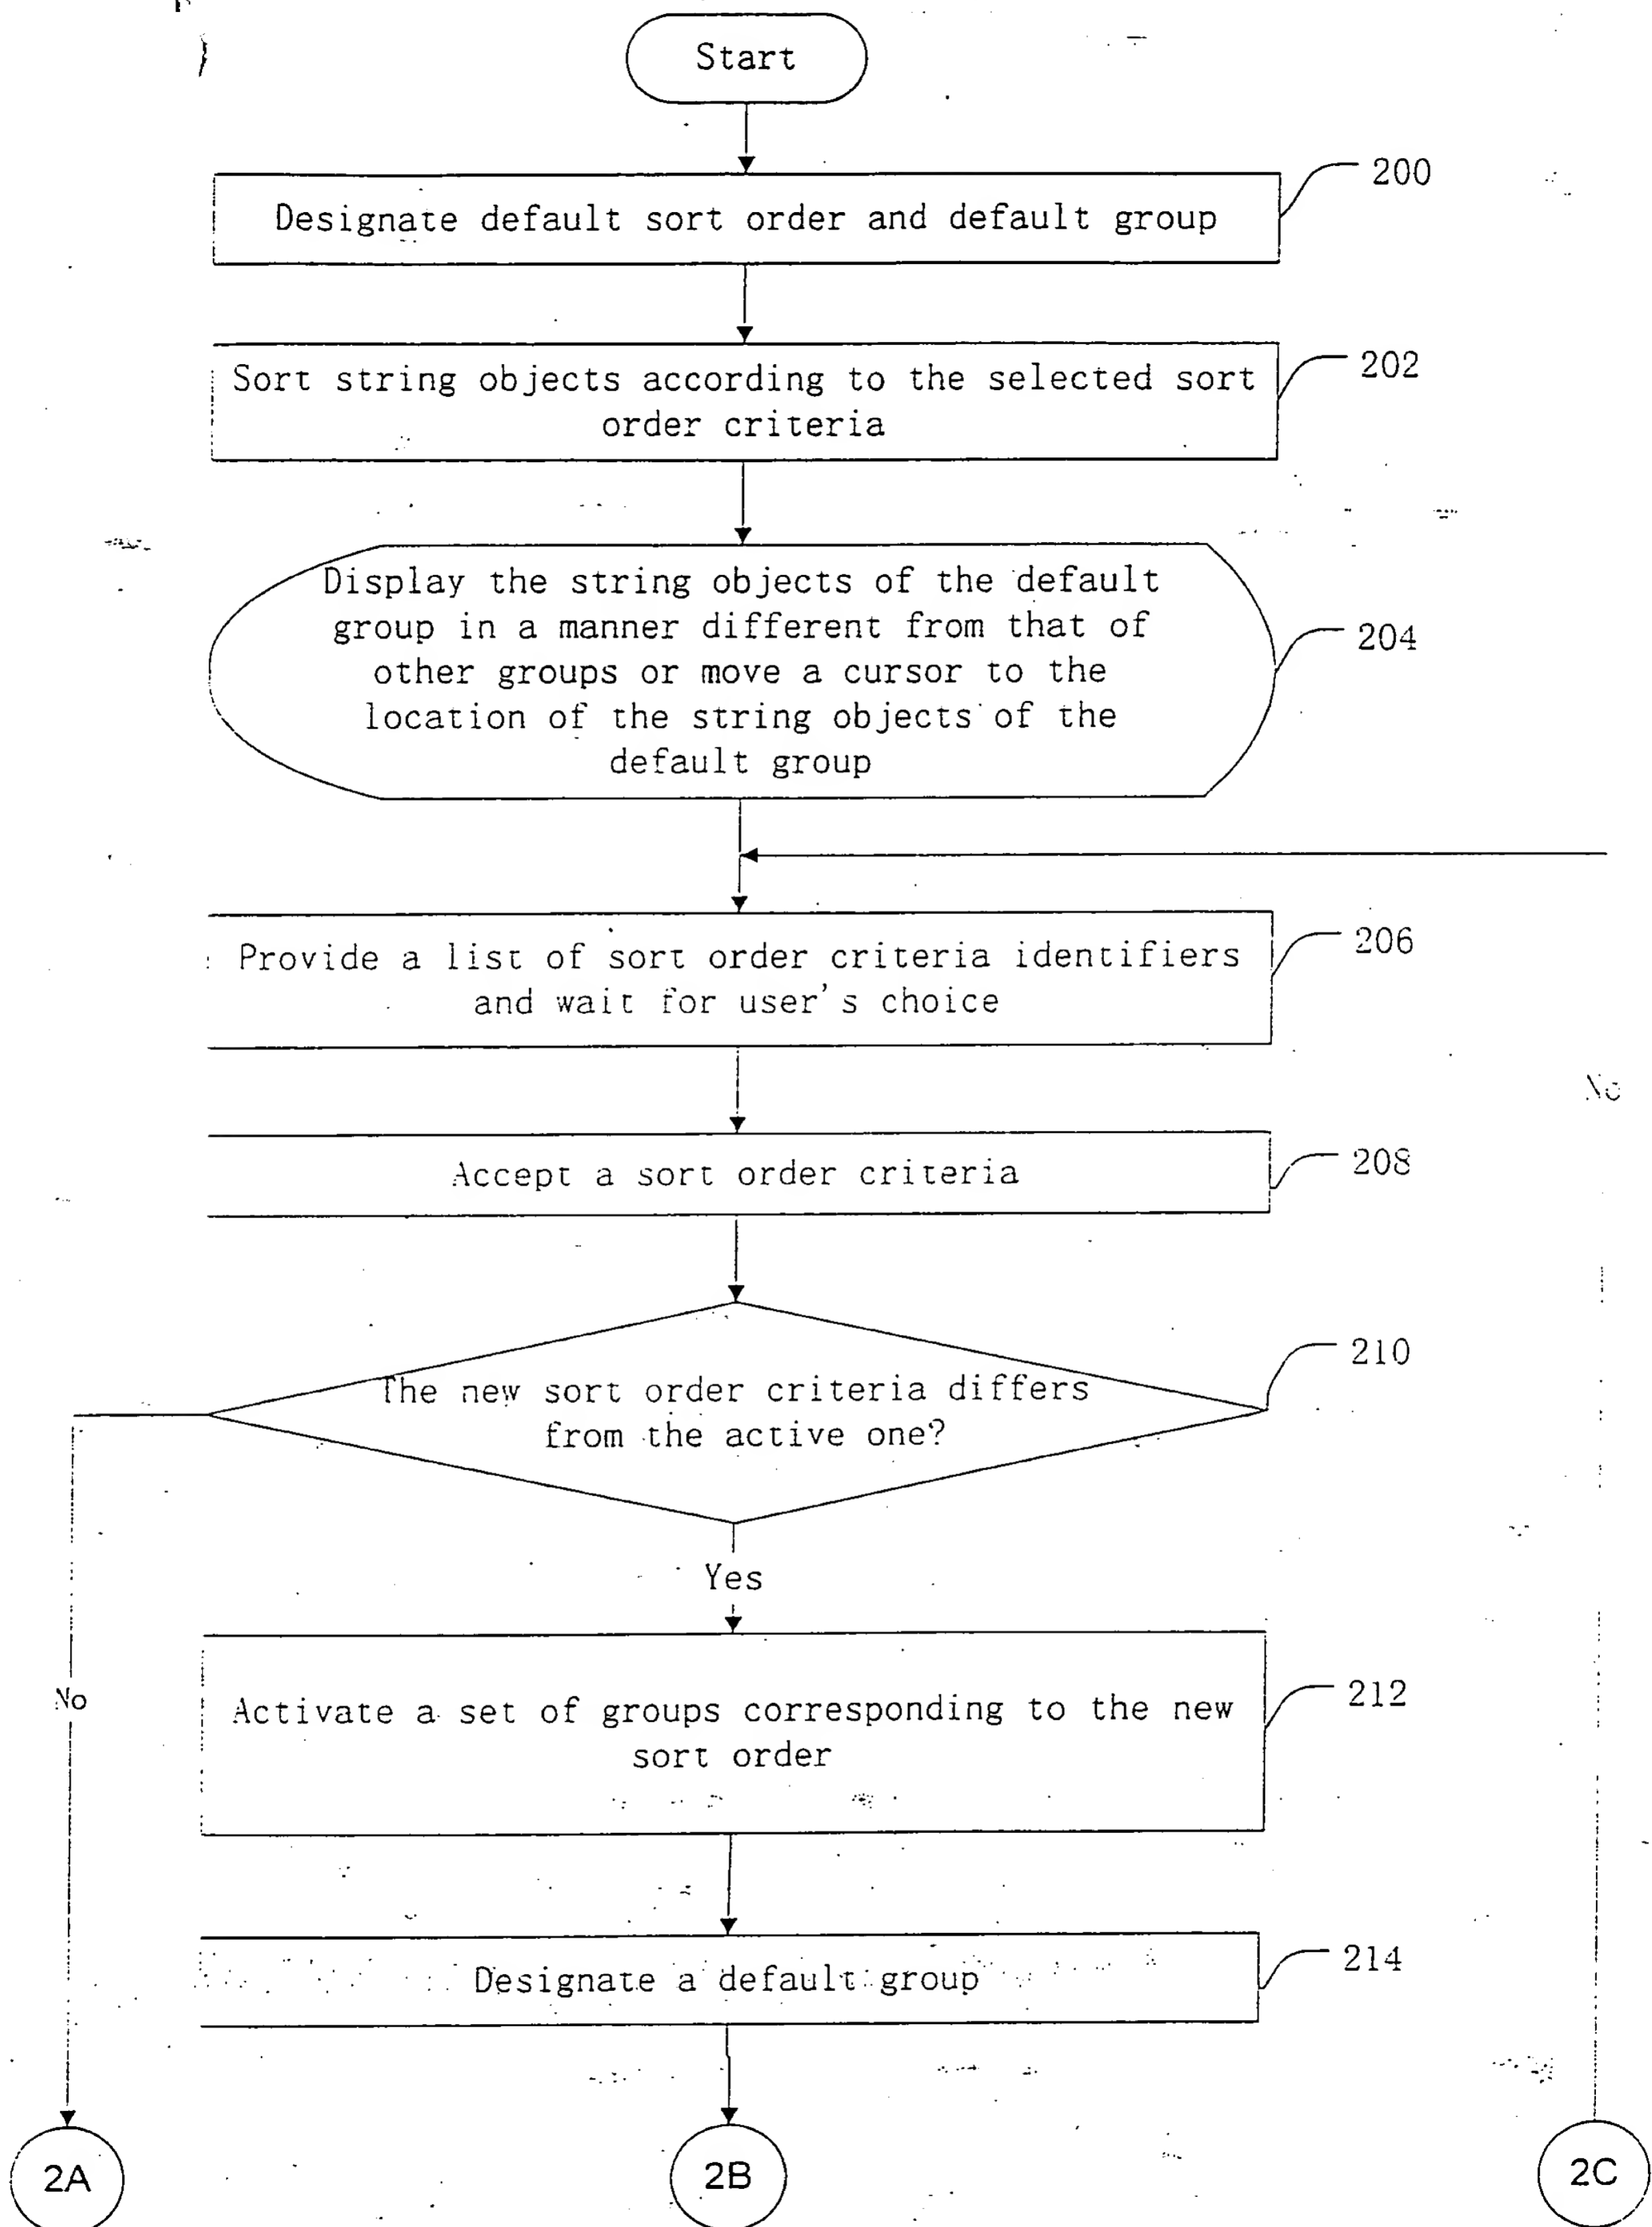 Start
200
Designate default sort order and default group
202
Sort string objects according to the selected sort
order criteria
Display the string objects of the default
group in a manner different from that of
204
other groups or move a cursor to the
location of the string objects of the
default group
206
Provide a list of sort order criteria identifiers
and wait for user's choice
No
208
Accept a sort order criteria
210
The new sort order criteria differs
from the active one?
Yes
No
212
Activate a set of groups corresponding to the new
sort order
214
Designate a default group
2A
2B
2C